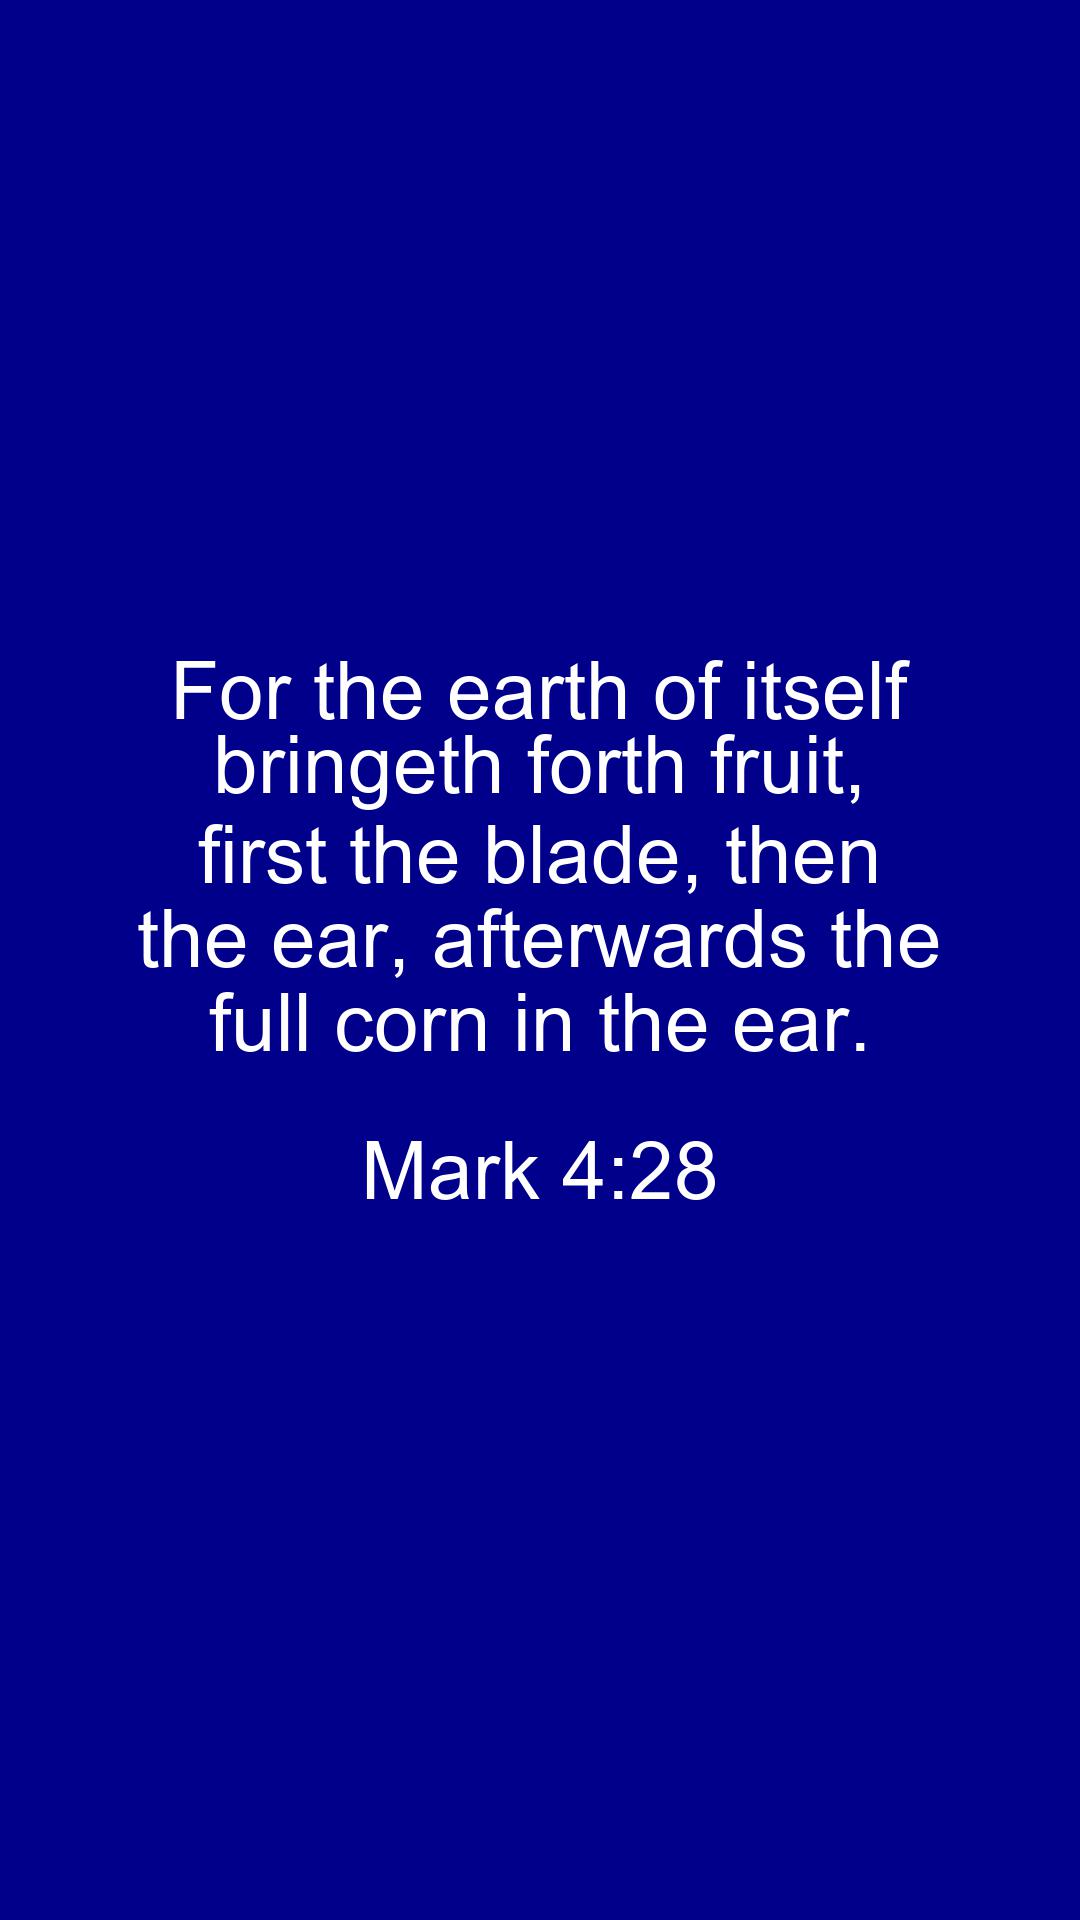 For the earth of itself
bringeth forth fruit,
first the blade, then
the ear, afterwards the
full corn in the ear.
Mark 4:28